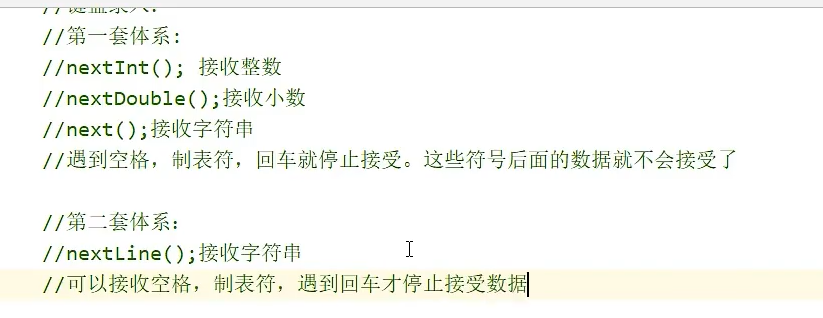 //键盘录入:
//第一套体系:
//nextInt(); 接收整数
//nextDouble();接收小数
//next();接收字符串
//遇到空格，制表符，回车就停止接受。这些符号后面的数据就不会接受了
//第二套体系：
//nextLine();接收字符串
//可以接收空格，制表符，遇到回车才停止接受数据